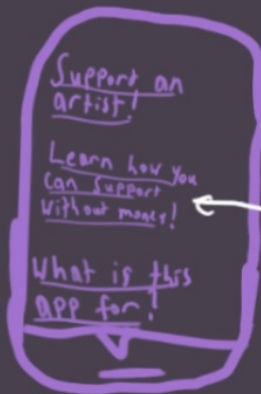 Support an
artist!
Learn how you
can support
without money!
What is this
app for?